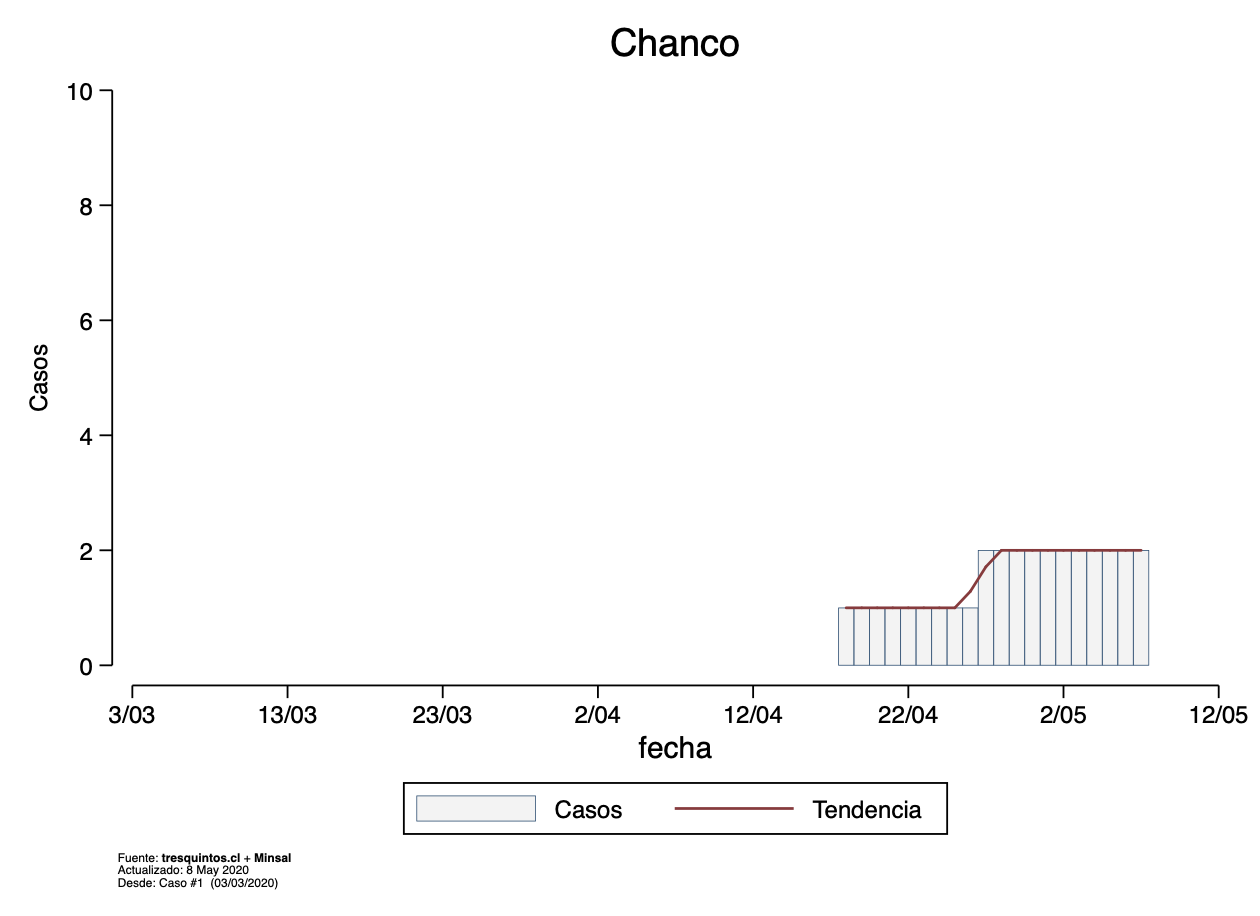 Chanco
10
8
6
4
2
0
Casos
3/03 13/03 23/03 2/04 12/04 22/04 2/05 12/05
fecha
Casos Tendencia
Fuente: tresquintos.cl + Minsal
Actualizado: 8 May 2020
Desde: Caso #1 (03/03/2020)